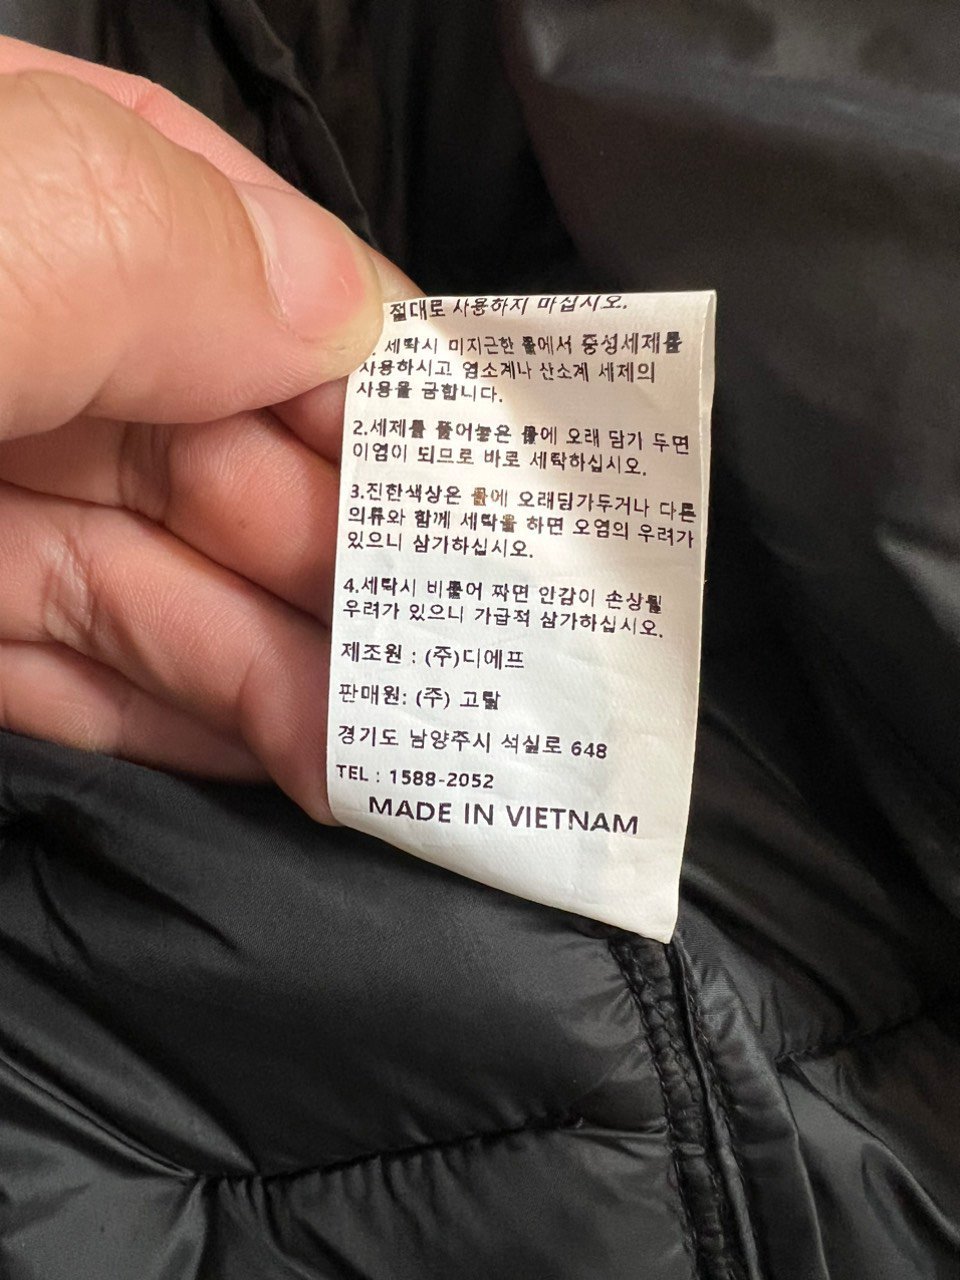 절대로 사용하지 마십시오.
세탁시 미지근한 물에서 중성세제를
사용하시고 염소계나 산소계 세제의
사용을 금합니다.
2.세제를 풀어놓은 물에 오래 담가 두면
이염이 되므로 바로 세탁하십시오.
3.진한색상은 물에 오래담가두거나 다른
의류와 함께 세탁을 하면 오염의 우려가
있으니 삼가하십시오.
4.세탁시 비틀어 짜면 안감이 손상될
우려가 있으니 가급적 삼가하십시오.
제조원 : (주)디에프
판매원: (주) 고탈
경기도 남양주시 석실로 648
TEL : 1588-2052
MADE IN VIETNAM